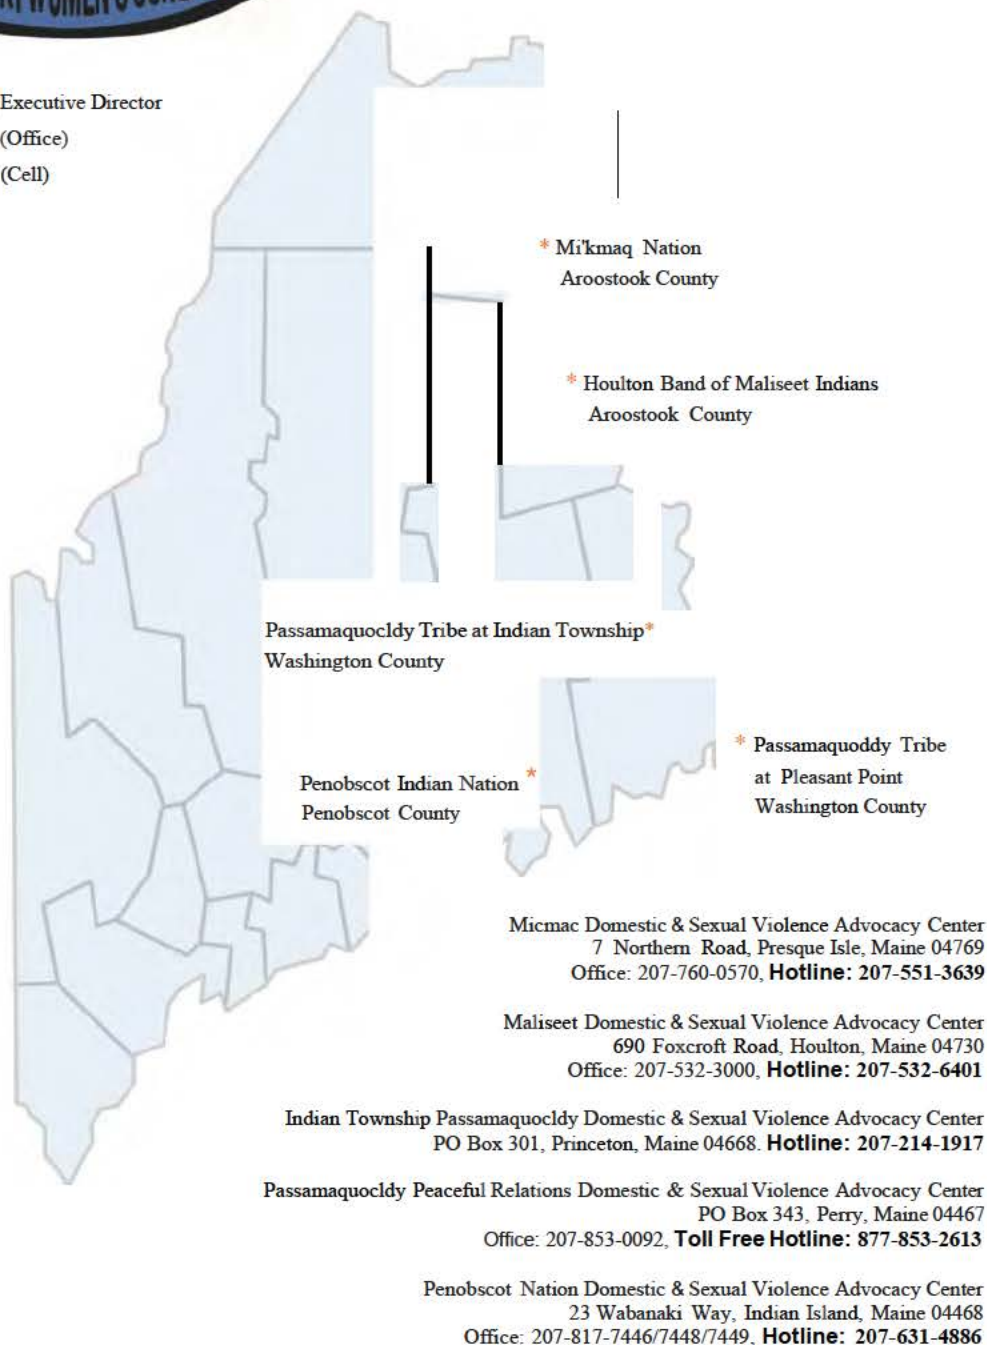 WOMEN'S
Executive Director
(Office)
(Cell)
* Mi'kmaq Nation
Aroostook County
* Houlton Band of Maliseet Indians
Aroostook County
Passamaquocldy Tribe at Indian Township*
Washington County
* Passamaquoddy Tribe
at Pleasant Point
Washington County
Penobscot Indian Nation *
Penobscot County
Micmac Domestic & Sexual Violence Advocacy Center
7 Northern Road, Presque Isle, Maine 04769
Office: 207-760-0570, Hotline: 207-551-3639
Maliseet Domestic & Sexual Violence Advocacy Center
690 Foxcroft Road, Houlton, Maine 04730
Office: 207-532-3000, Hotline: 207-532-6401
Indian Township Passamaquocldy Domestic & Sexual Violence Advocacy Center
PO Box 301, Princeton, Maine 04668. Hotline: 207-214-1917
Passamaquocldy Peaceful Relations Domestic & Sexual Violence Advocacy Center
PO Box 343, Perry, Maine 04467
Office: 207-853-0092, Toll Free Hotline: 877-853-2613
Penobscot Nation Domestic & Sexual Violence Advocacy Center
23 Wabanaki Way, Indian Island, Maine 04468
Office: 207-817-7446/7448/7449, Hotline: 207-631-4886